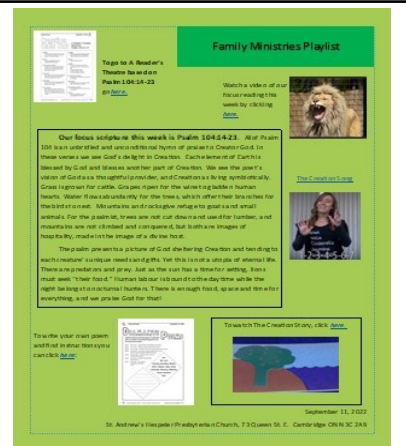 Family Ministries Playlist
To go to A Reader's
Theatre based on
Psalm 104:14-23
go here.
Watch a video of our
focus reading this
week by clicking
here.
Our focus scripture this week is Psalm 104:14-23. All of Psalm
104 is an unbridled and unconditional hymn of praise to Creator God. In
these verses we see God's delight in Creation. Each element of Earth is
blessed by God and blesses another part of Creation. We see the poet's
vision of God as a thoughtful provider, and Creation as living symbiotically.
Grass is grown for cattle. Grapes ripen for the wine to gladden human
hearts. Water flows abundantly for the trees, which offer their branches for
the birds to nest. Mountains and rocks give refuge to goats and small
animals. For the psalmist, trees are not cut down and used for lumber, and
mountains are not climbed and conquered, but both are images of
hospitality, made in the image of a divine host.
The psalm presents a picture of God sheltering Creation and tending to
each creature' s unique needs and gifts. Yet this is not a utopia of eternal life.
There are predators and prey. Just as the sun has a time for setting, lions
must seek "their food." Human labour is bound to the daytime while the
night belongs to nocturnal hunters. There is enough food, space and time for
everything, and we praise God for that!
The Creation Song
To write your own poem
and find instructions you
can click here:
To watch The Creation Story, click here.
September 11, 2022
St. Andrew's Hespeler Presbyterian Church, 73 Queen St. E. Cambridge ON N3C 2A9